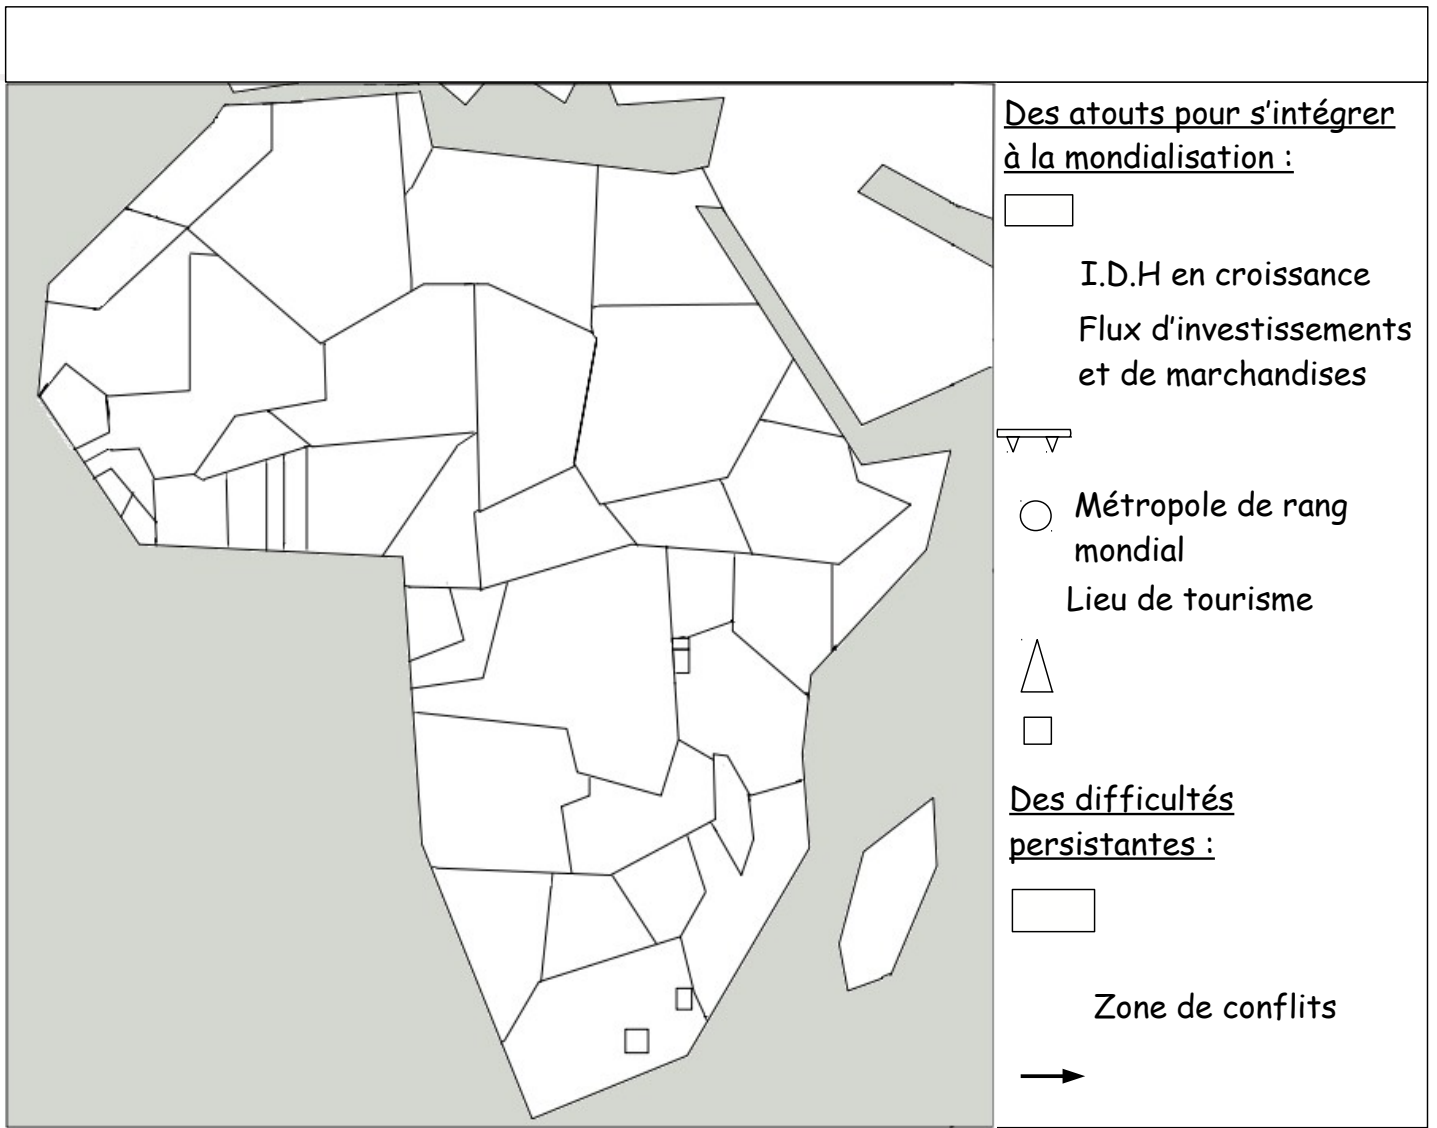 Des atouts pour s’intégrer
à la mondialisation :
I.D.H en croissance
Flux d’investissements
et de marchandises
Métropole de rang
mondial
Lieu de tourisme
Des difficultés
persistantes :
Zone de conflits